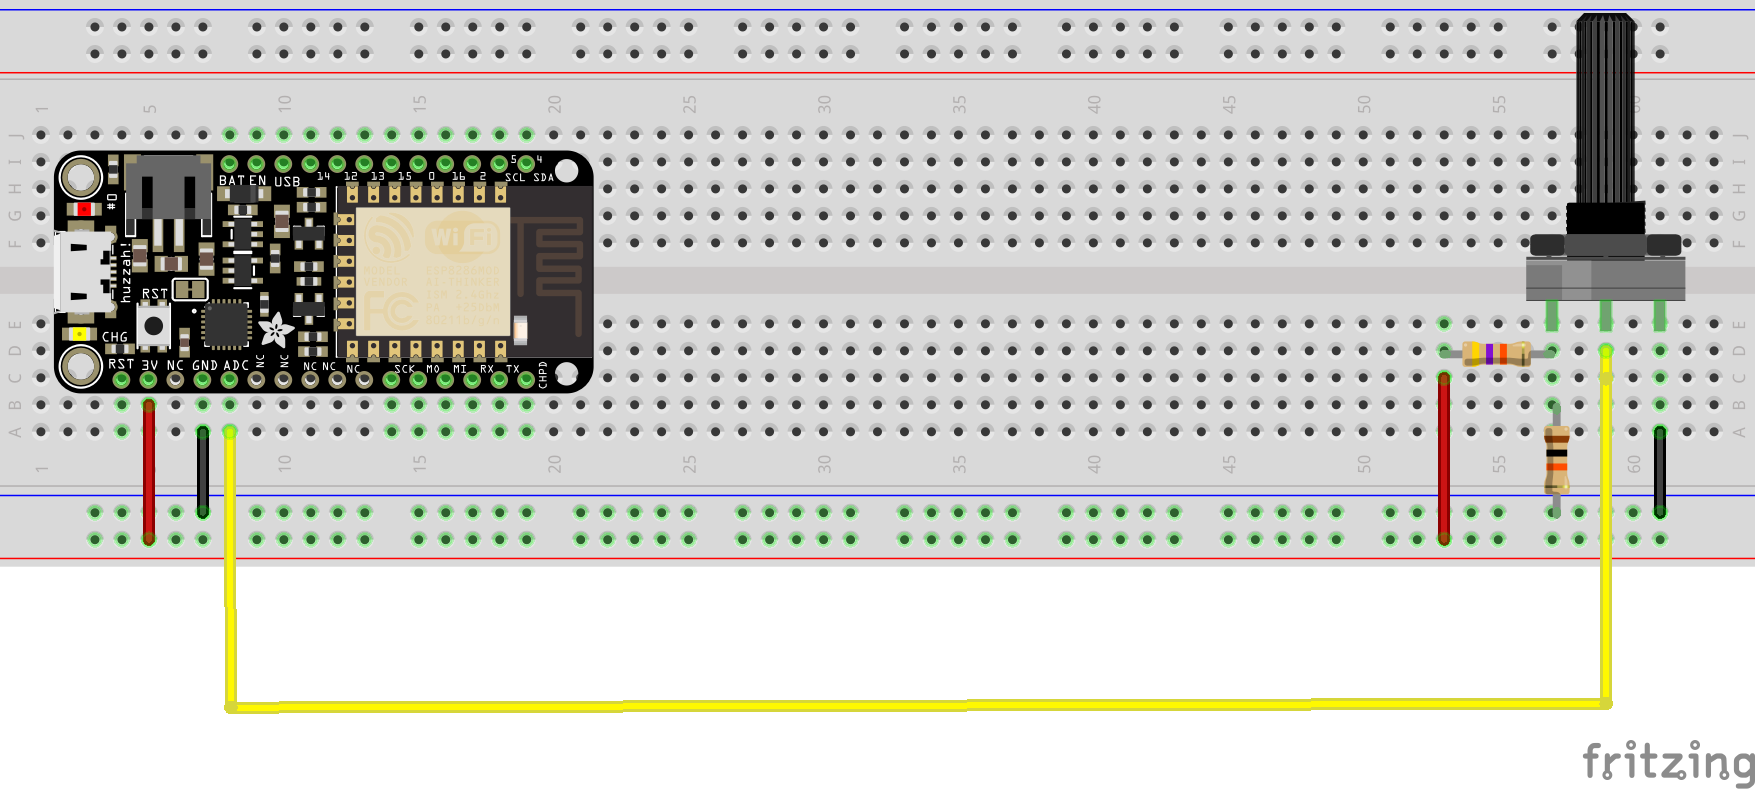 1 5 10 15 20 25 30 35 40 45 50 55 60
J J
I I
H H
G G
F F
BAT EN USB 14 12 13 15 0 16 2 5 4
SCL SDA
#0
WiFi
huzzah!
FC
RST
CHG
E E
D D
RST 3V NC GND ADC NC NC NC NC NC SCK MO MI RX TX CHPD
C C
B B
A A
1 10 15 20 25 30 35 40 45 50 55 60
fritzing